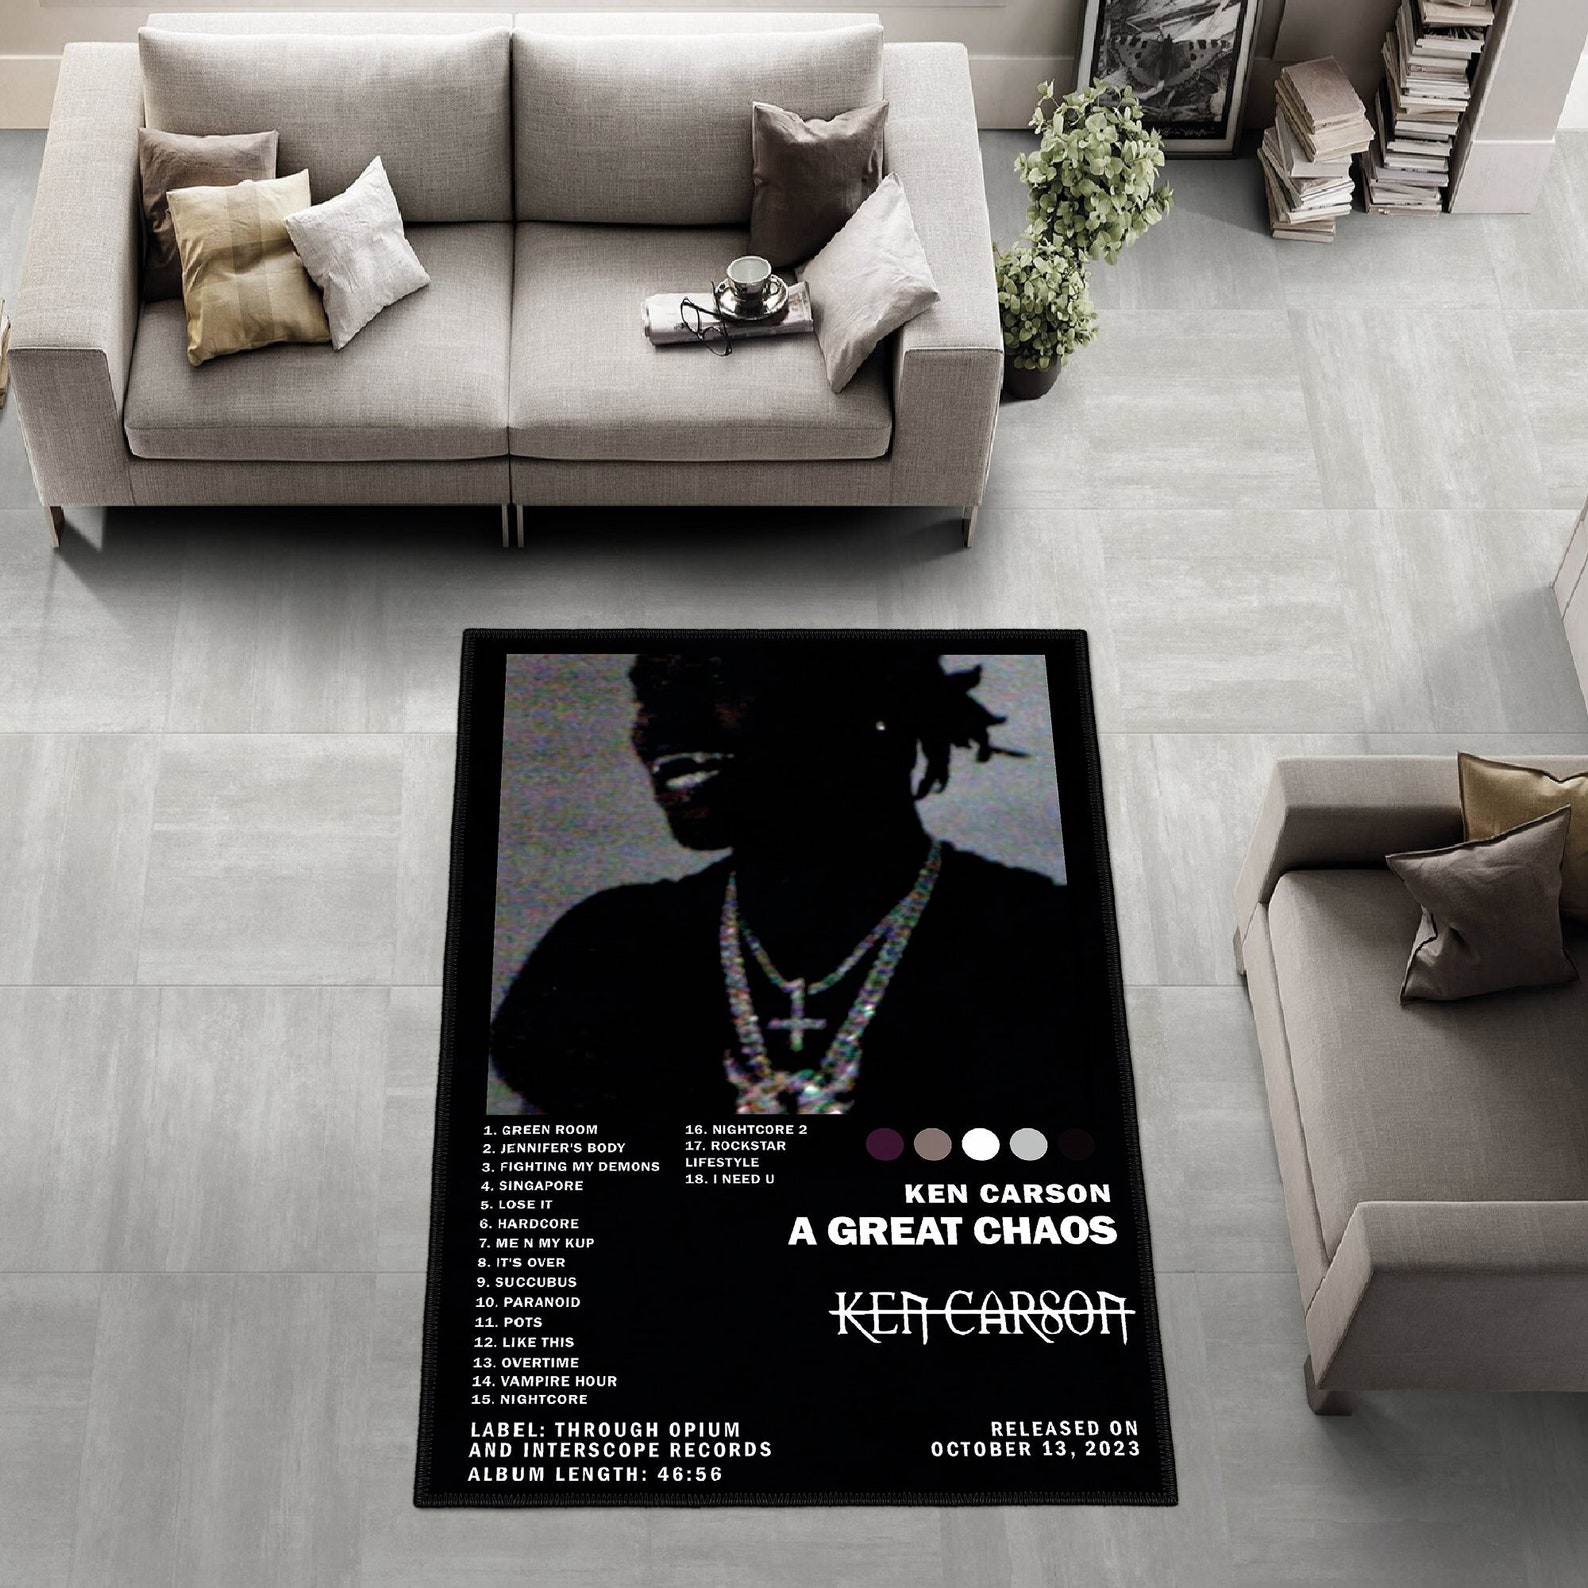 1. GREEN ROOM
2. JENNIFER'S BODY
3. FIGHTING MY DEMONS
4. SINGAPORE
5. LOSE IT
6. HARDCORE
7. ME N MY KUP
8. IT'S OVER
9. SUCCUBUS
10. PARANOID
11. POTS
12. LIKE THIS
13. OVERTIME
14. VAMPIRE HOUR
15. NIGHTCORE
16. NIGHTCORE 2
17. ROCKSTAR
LIFESTYLE
18. I NEED U
KEN CARSON
A GREAT CHAOS
KEN CARSON
LABEL: THROUGH OPIUM
AND INTERSCOPE RECORDS
ALBUM LENGTH: 46:56
RELEASED ON
OCTOBER 13, 2023